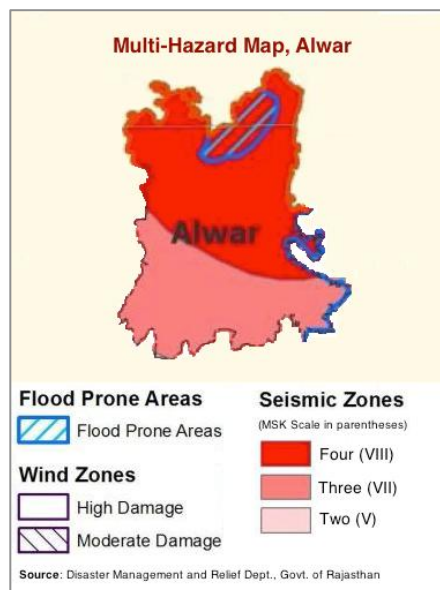 Multi-Hazard Map, Alwar
Alwar
Flood Prone Areas
Flood Prone Areas
Wind Zones
High Damage
Moderate Damage
Seismic Zones
(MSK Scale in parentheses)
Four (VIII)
Three (VII)
Two (V)
Source: Disaster Management and Relief Dept., Govt. of Rajasthan